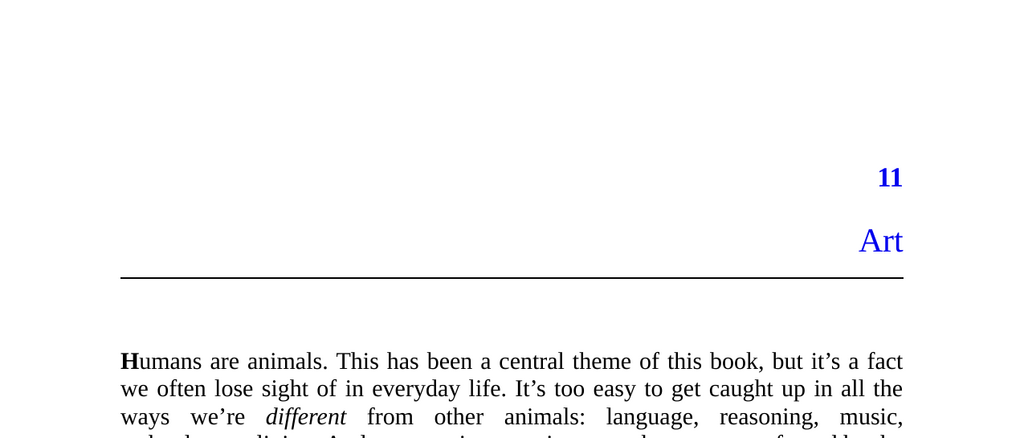 11
Art
Humans are animals. This has been a central theme of this book, but it’s a fact
we often lose sight of in everyday life. It’s too easy to get caught up in all the
ways we’re different from other animals: language, reasoning, music,